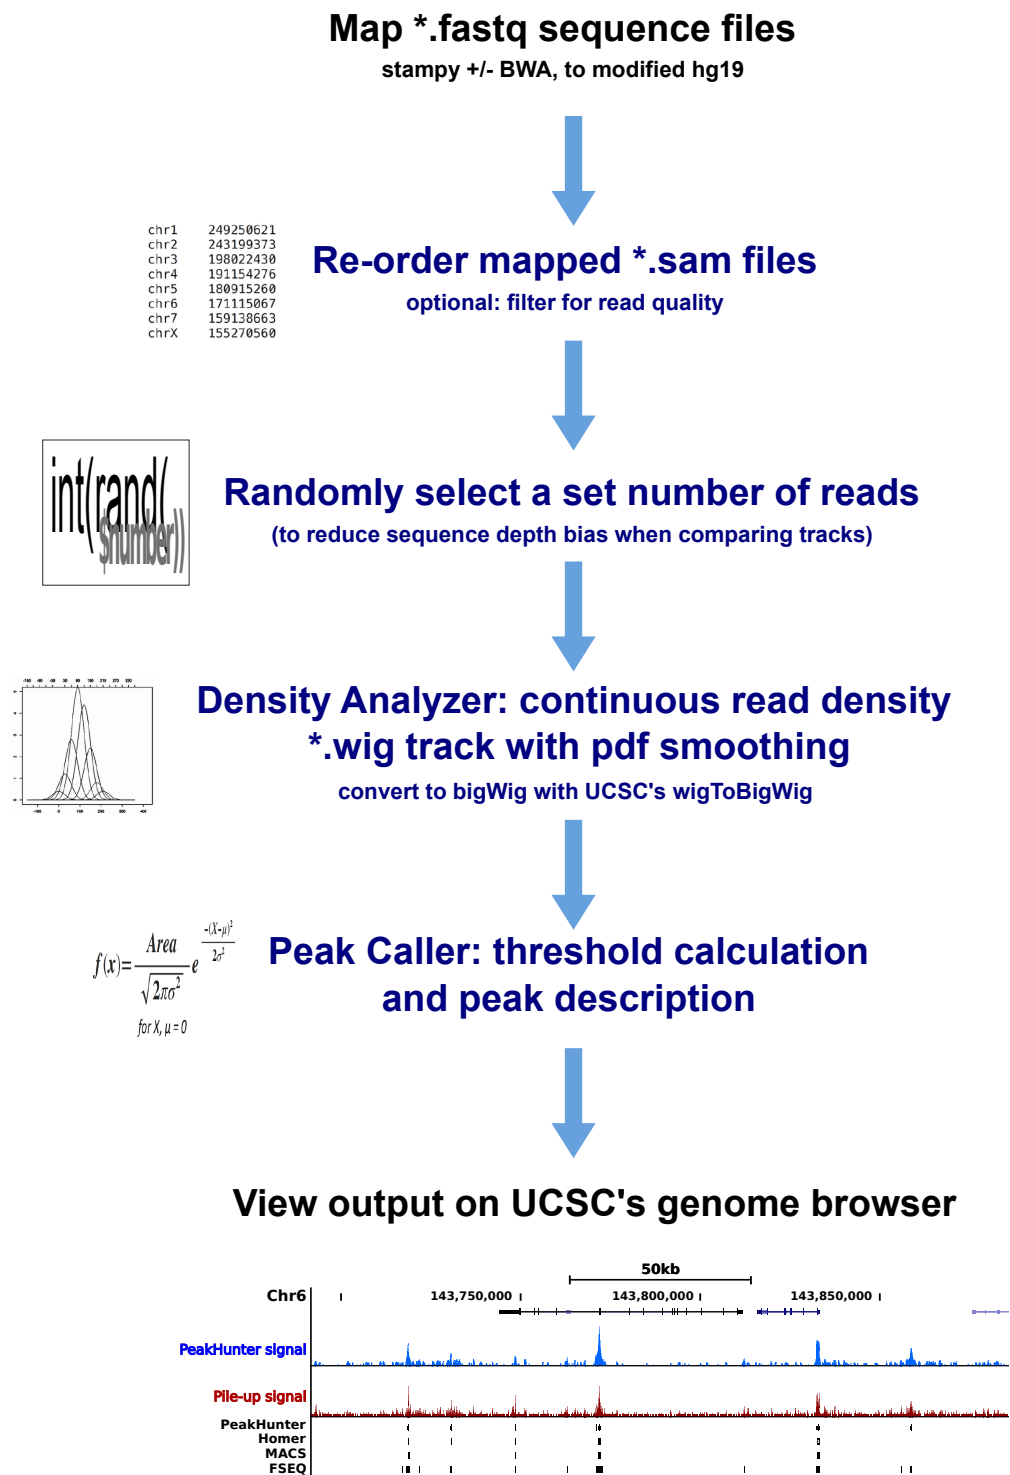 Map *.fastq sequence files
stampy +/- BWA, to modified hg19
chr1 249250621
chr2 243199373
chr3 198022430
chr4 191154276
chr5 180915260
chr6 171115067
chr7 159138663
chrX 155270560
Re-order mapped *.sam files
optional: filter for read quality
int(rand(
$number))
Randomly select a set number of reads
(to reduce sequence depth bias when comparing tracks)
Density Analyzer: continuous read density
*.wig track with pdf smoothing
convert to bigWig with UCSC's wigToBigWig
f(x)= Area / √2πσ² e -(X-μ)² / 2σ²
for X, μ = 0
Peak Caller: threshold calculation
and peak description
View output on UCSC's genome browser
50kb
Chr6 143,750,000 143,800,000 143,850,000
PeakHunter signal
Pile-up signal
PeakHunter
Homer
MACS
FSEQ